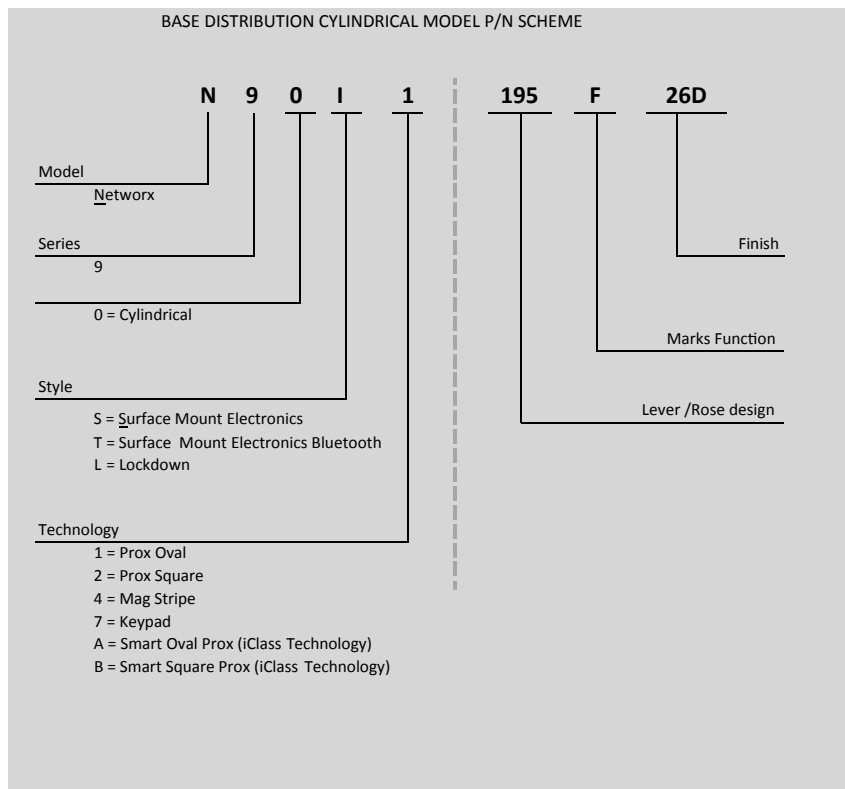 BASE DISTRIBUTION CYLINDRICAL MODEL P/N SCHEME
N 9 0 I 1 195 F 26D
Model
Networx
Series
9
Finish
0 = Cylindrical
Marks Function
Style
Lever /Rose design
S = Surface Mount Electronics
T = Surface Mount Electronics Bluetooth
L = Lockdown
Technology
1 = Prox Oval
2 = Prox Square
4 = Mag Stripe
7 = Keypad
A = Smart Oval Prox (iClass Technology)
B = Smart Square Prox (iClass Technology)